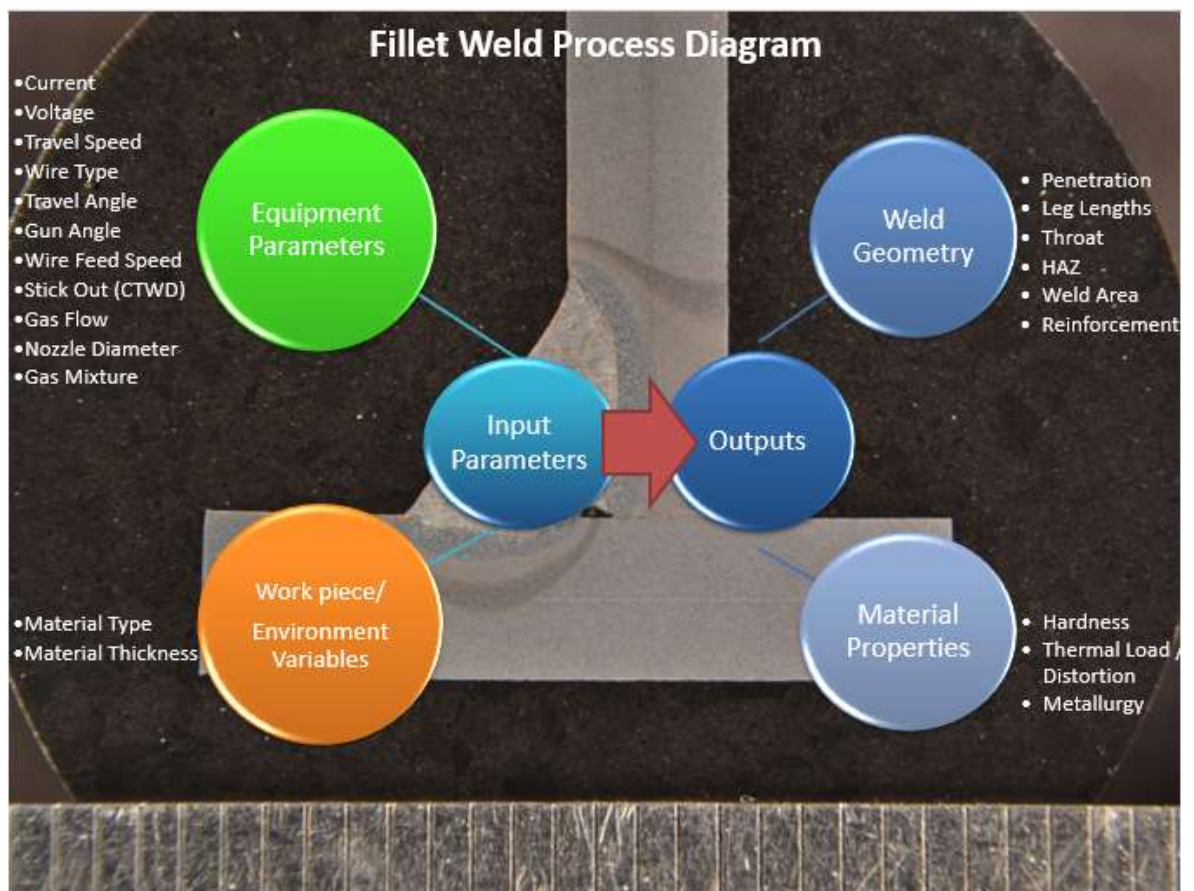 Fillet Weld Process Diagram
•Current
•Voltage
•Travel Speed
•Wire Type
•Travel Angle
•Gun Angle
•Wire Feed Speed
•Stick Out (CTWD)
•Gas Flow
•Nozzle Diameter
•Gas Mixture
Equipment
Parameters
Input
Parameters
Work piece/
Environment
Variables
•Material Type
•Material Thickness
Outputs
Weld
Geometry
• Penetration
• Leg Lengths
• Throat
• HAZ
• Weld Area
• Reinforcement
Material
Properties
• Hardness
• Thermal Load /
Distortion
• Metallurgy